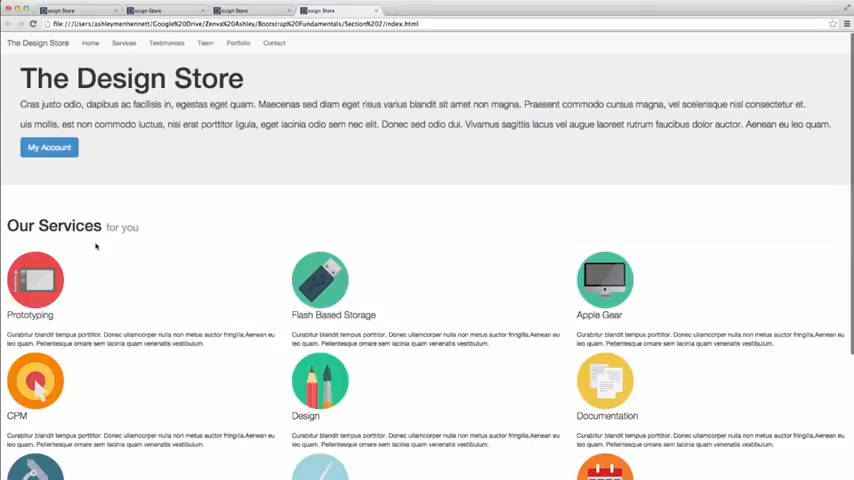 esign Store
Design Store
Design Store
Design Store
file:///Users/ashleymenhennett/Google%20Drive/Zenva%20Ashley/Bootstrap%20Fundamentals/Section%202/index.html
The Design Store Home Services Testimonials Team Portfolio Contact
The Design Store
Cras justo odio, dapibus ac facilisis in, egestas eget quam. Maecenas sed diam eget risus varius blandit sit amet non magna. Praesent commodo cursus magna, vel scelerisque nisl consectetur et.
uis mollis, est non commodo luctus, nisi erat porttitor ligula, eget lacinia odio sem nec elit. Donec sed odio dui. Vivamus sagittis lacus vel augue laoreet rutrum faucibus dolor auctor. Aenean eu leo quam.
My Account
Our Services for you
Prototyping
Curabitur blandit tempus porttitor. Donec ullamcorper nulla non metus auctor fringilla.Aenean eu
leo quam. Pellentesque ornare sem lacinia quam venenatis vestibulum.
Flash Based Storage
Curabitur blandit tempus porttitor. Donec ullamcorper nulla non metus auctor fringilla.Aenean eu
leo quam. Pellentesque ornare sem lacinia quam venenatis vestibulum.
Apple Gear
Curabitur blandit tempus porttitor. Donec ullamcorper nulla non metus auctor fringilla.Aenean eu
leo quam. Pellentesque ornare sem lacinia quam venenatis vestibulum.
CPM
Curabitur blandit tempus porttitor. Donec ullamcorper nulla non metus auctor fringilla.Aenean eu
leo quam. Pellentesque ornare sem lacinia quam venenatis vestibulum.
Design
Curabitur blandit tempus porttitor. Donec ullamcorper nulla non metus auctor fringilla.Aenean eu
leo quam. Pellentesque ornare sem lacinia quam venenatis vestibulum.
Documentation
Curabitur blandit tempus porttitor. Donec ullamcorper nulla non metus auctor fringilla.Aenean eu
leo quam. Pellentesque ornare sem lacinia quam venenatis vestibulum.